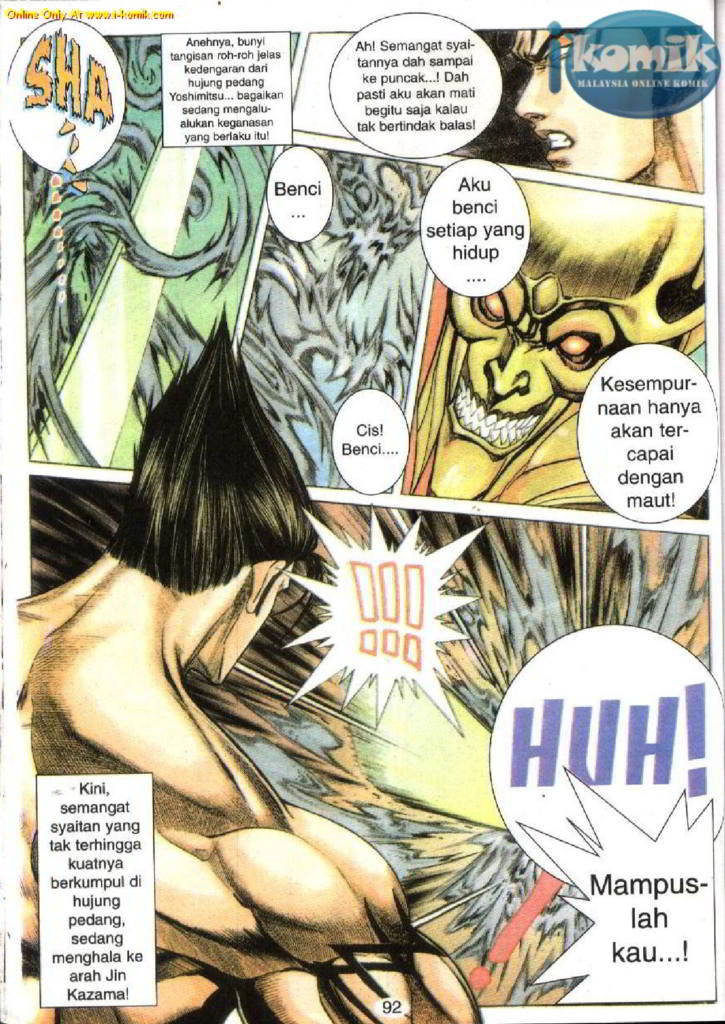 Online Only At www.i-komik.com
ikomik
MALAYSIA ONLINE KOMIK
SHA
Anehnya, bunyi
tangisan roh-roh jelas
kedengaran dari
hujung pedang
Yoshimitsu... bagaikan
sedang mengalu-
alukan keganasan
yang berlaku itu!
Ah! Semangat syai-
tannya dah sampai
ke puncak...! Dah
pasti aku akan mati
begitu saja kalau
tak bertindak balas!
Benci
...
Aku
benci
setiap yang
hidup
....
Cis!
Benci....
Kesempur-
naan hanya
akan ter-
capai
dengan
maut!
!!!
HUH!
Mampus-
lah
kau...!
Kini,
semangat
syaitan yang
tak terhingga
kuatnya
berkumpul di
hujung
pedang,
sedang
menghala ke
arah Jin
Kazama!
92